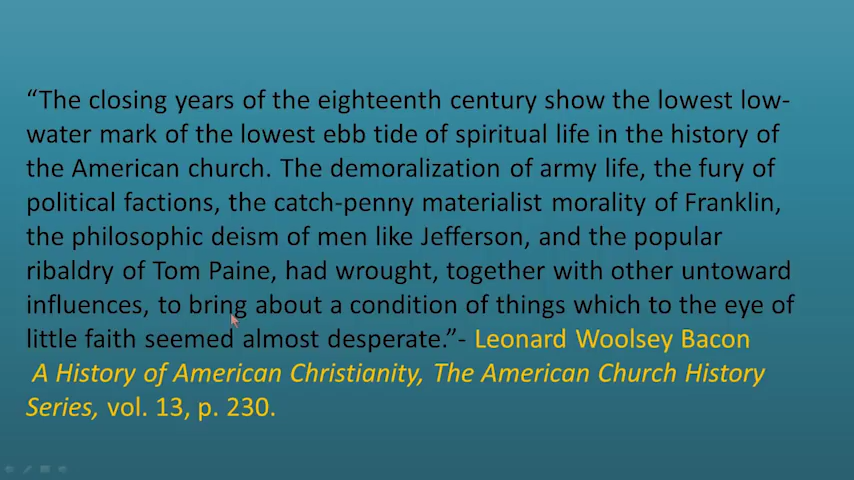 “The closing years of the eighteenth century show the lowest low-
water mark of the lowest ebb tide of spiritual life in the history of
the American church. The demoralization of army life, the fury of
political factions, the catch-penny materialist morality of Franklin,
the philosophic deism of men like Jefferson, and the popular
ribaldry of Tom Paine, had wrought, together with other untoward
influences, to bring about a condition of things which to the eye of
little faith seemed almost desperate.”- Leonard Woolsey Bacon
A History of American Christianity, The American Church History
Series, vol. 13, p. 230.